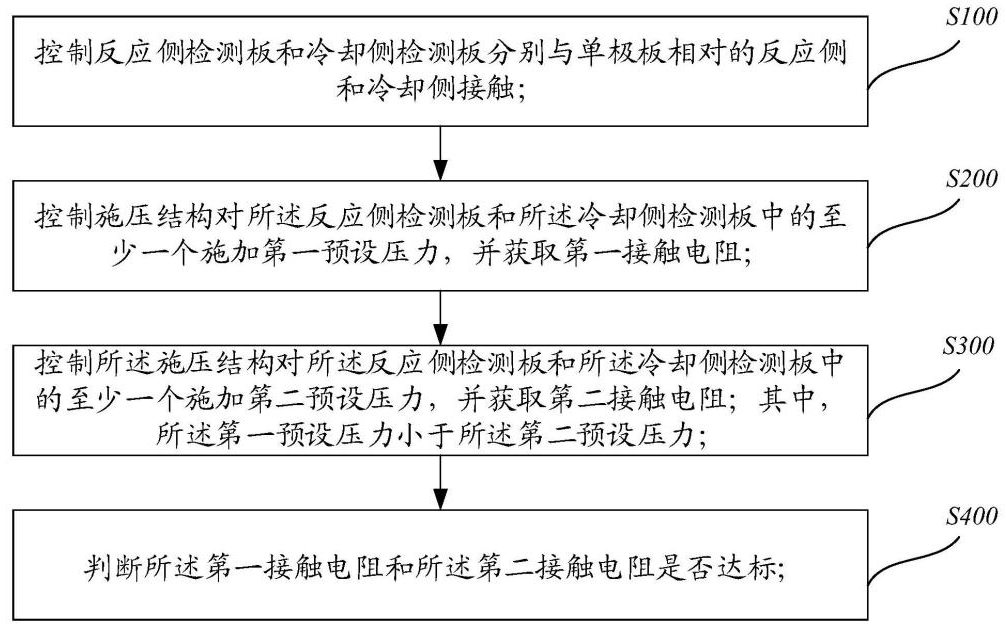 S100
控制反应侧检测板和冷却侧检测板分别与单极板相对的反应侧
和冷却侧接触；
S200
控制施压结构对所述反应侧检测板和所述冷却侧检测板中的至
少一个施加第一预设压力，并获取第一接触电阻；
S300
控制所述施压结构对所述反应侧检测板和所述冷却侧检测板中
的至少一个施加第二预设压力，并获取第二接触电阻；其中，
所述第一预设压力小于所述第二预设压力；
S400
判断所述第一接触电阻和所述第二接触电阻是否达标；